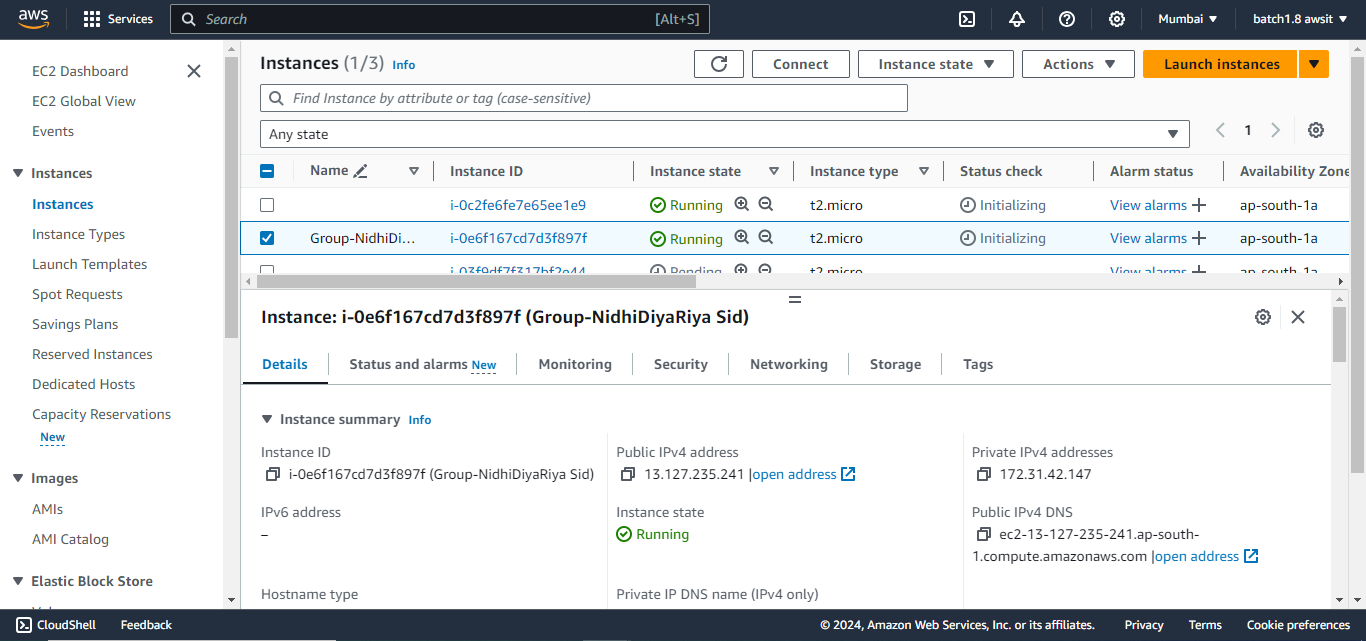 aws Services Search [Alt+S] Mumbai ▼ batch1.8 awsit ▼
EC2 Dashboard
EC2 Global View
Events
Instances
Instances
Instance Types
Launch Templates
Spot Requests
Savings Plans
Reserved Instances
Dedicated Hosts
Capacity Reservations
New
Images
AMIs
AMI Catalog
Elastic Block Store
Instances (1/3) Info Connect Instance state ▼ Actions ▼ Launch instances ▼
Find Instance by attribute or tag (case-sensitive)
Any state
1
Name Instance ID Instance state Instance type Status check Alarm status Availability Zone
i-0c2fe6fe7e65ee1e9 Running t2.micro Initializing View alarms + ap-south-1a
Group-NidhiDi... i-0e6f167cd7d3f897f Running t2.micro Initializing View alarms + ap-south-1a
i-03f9df7f317bf2e44 Pending t2.micro View alarms + ap-south-1a
Instance: i-0e6f167cd7d3f897f (Group-NidhiDiyaRiya Sid)
Details Status and alarms New Monitoring Security Networking Storage Tags
Instance summary Info
Instance ID
i-0e6f167cd7d3f897f (Group-NidhiDiyaRiya Sid)
Public IPv4 address
13.127.235.241 |open address
Private IPv4 addresses
172.31.42.147
IPv6 address
–
Instance state
Running
Public IPv4 DNS
ec2-13-127-235-241.ap-south-
1.compute.amazonaws.com |open address
Hostname type
Private IP DNS name (IPv4 only)
CloudShell Feedback © 2024, Amazon Web Services, Inc. or its affiliates. Privacy Terms Cookie preferences